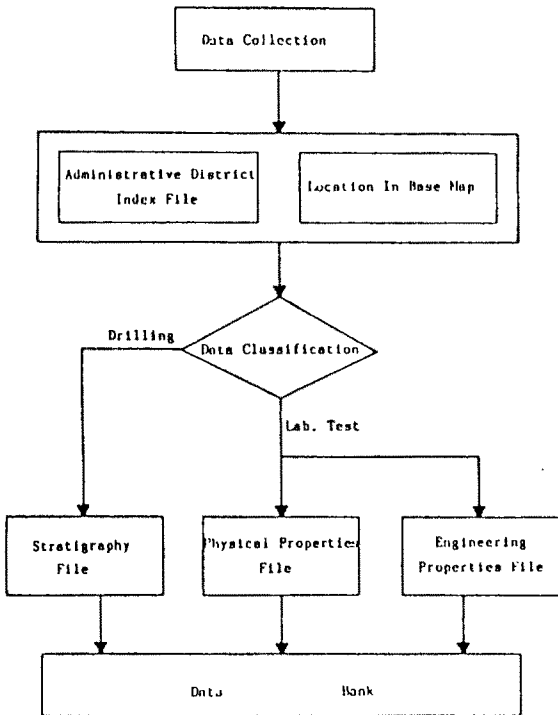 Data Collection
Administrative District
Index File
Location In Base Map
Drilling
Data Classification
Lab. Test
Stratigraphy
File
Physical Properties
File
Engineering
Properties File
Data Bank